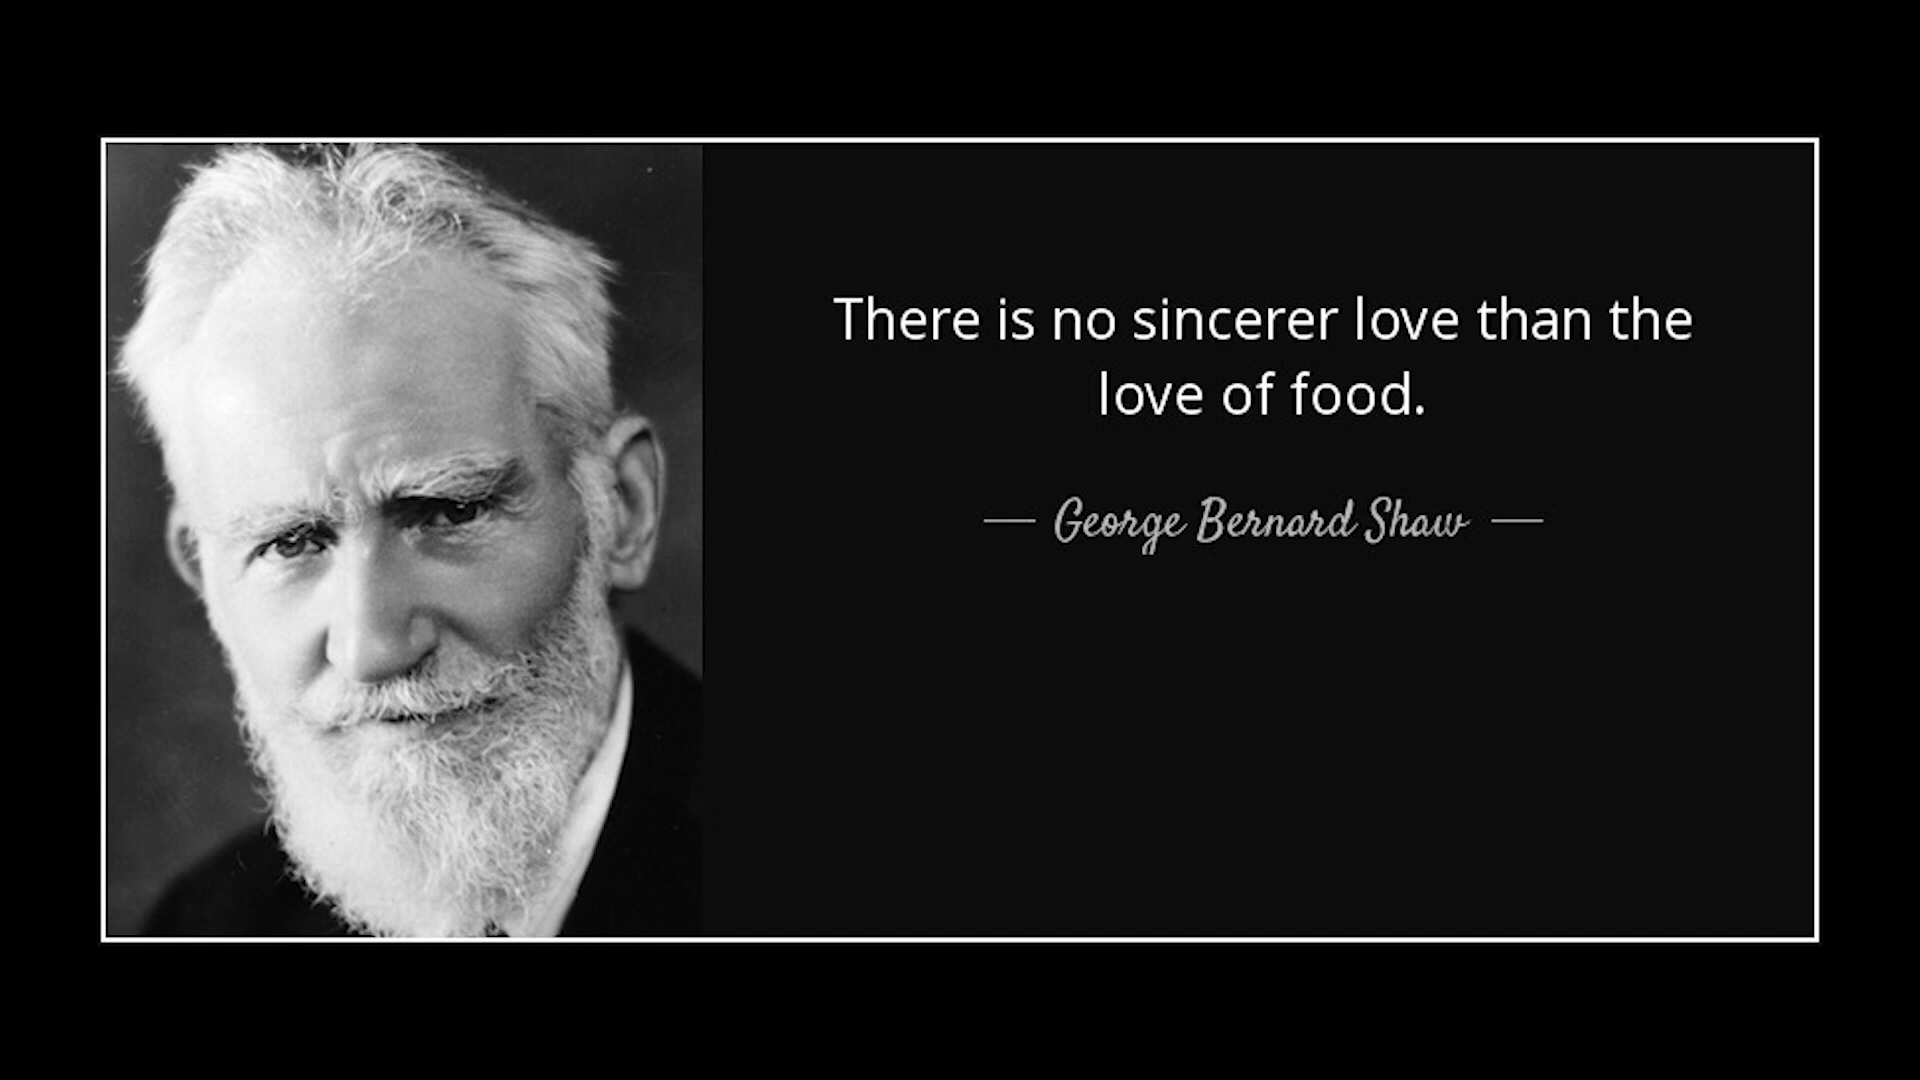 There is no sincerer love than the
love of food.
— George Bernard Shaw —